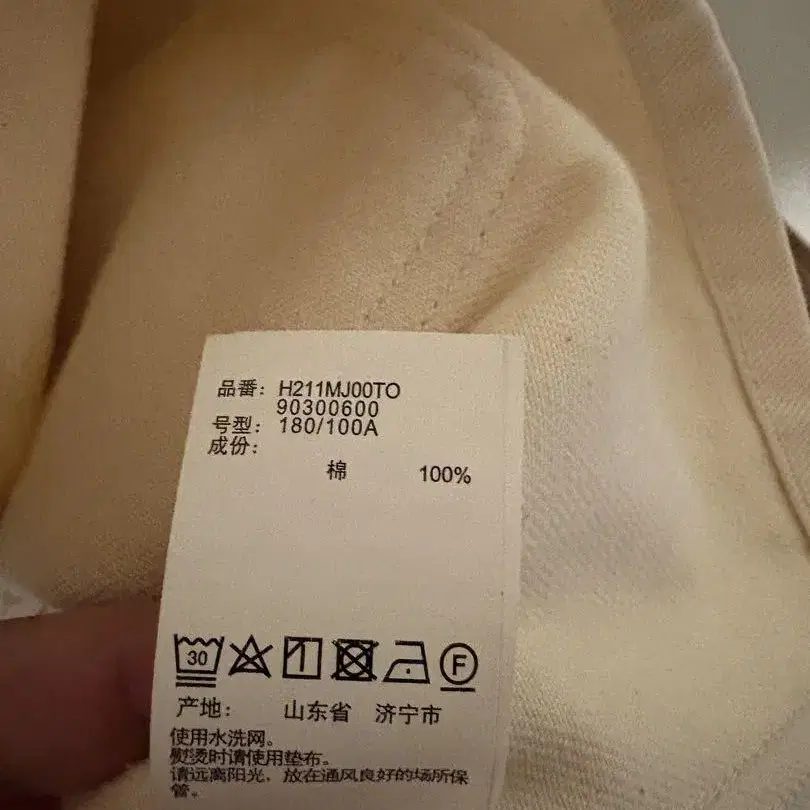 品番: H211MJ00TO
90300600
号型: 180/100A
成份:
棉 100%
30 F
产地: 山东省 济宁市
使用水洗网。
熨烫时请使用垫布。
请远离阳光，放在通风良好的场所保
管。